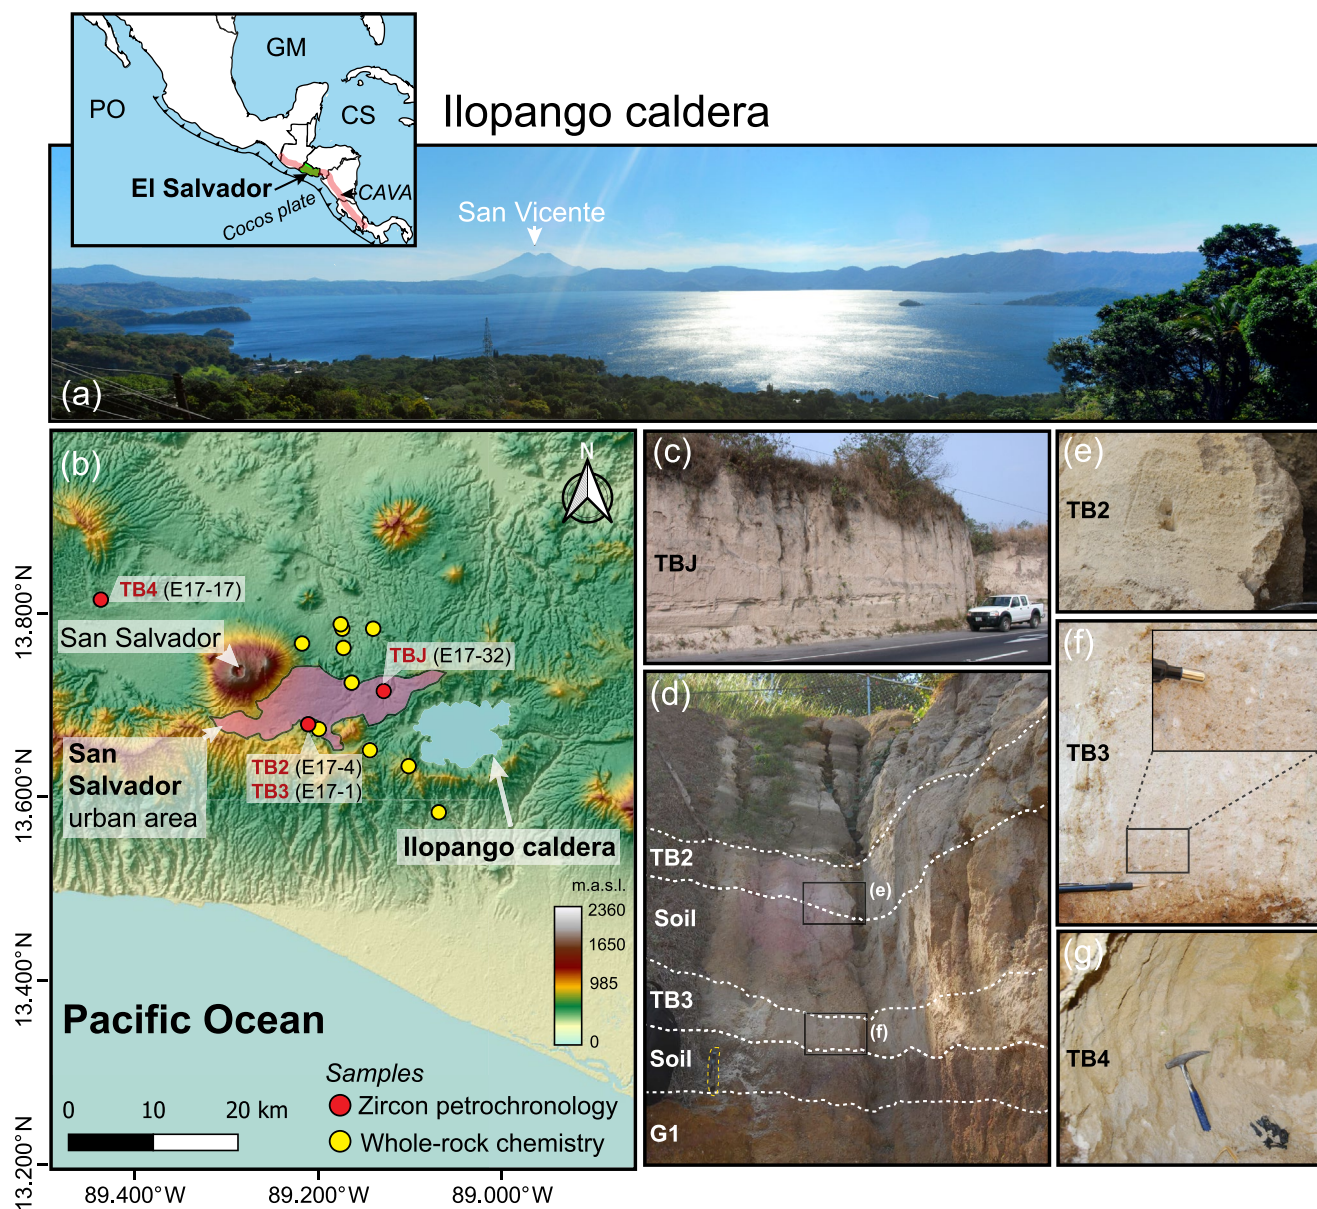 GM
PO
CS
El Salvador
CAVA
Cocos plate
Ilopango caldera
San Vicente
(a)
(b)
N
TB4 (E17-17)
San Salvador
TBJ (E17-32)
San
Salvador
urban area
TB2 (E17-4)
TB3 (E17-1)
Ilopango caldera
m.a.s.l.
2360
1650
985
0
Pacific Ocean
Samples
Zircon petrochronology
Whole-rock chemistry
0 10 20 km
13.800°N
13.600°N
13.400°N
13.200°N
89.400°W
89.200°W
89.000°W
(c)
TBJ
(d)
TB2
(e)
Soil
TB3
(f)
Soil
G1
(e)
TB2
(f)
TB3
(g)
TB4